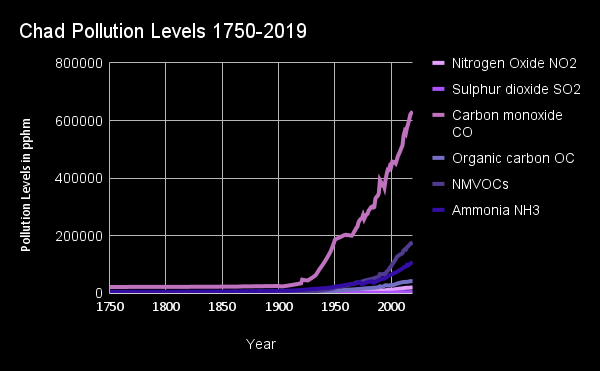 Chad Pollution Levels 1750-2019
Pollution Levels in pphm
800000
600000
400000
200000
0
1750
1800
1850
1900
1950
2000
Year
Nitrogen Oxide NO2
Sulphur dioxide SO2
Carbon monoxide
CO
Organic carbon OC
NMVOCs
Ammonia NH3